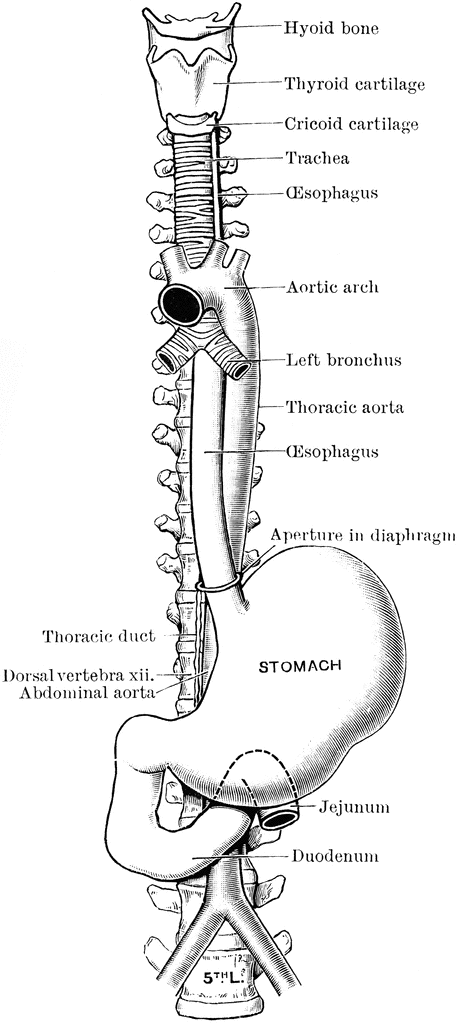 Hyoid bone
Thyroid cartilage
Cricoid cartilage
Trachea
Œsophagus
Aortic arch
Left bronchus
Thoracic aorta
Œsophagus
Aperture in diaphragm
Thoracic duct
STOMACH
Dorsal vertebra xii.
Abdominal aorta
Jejunum
Duodenum
5TH L.